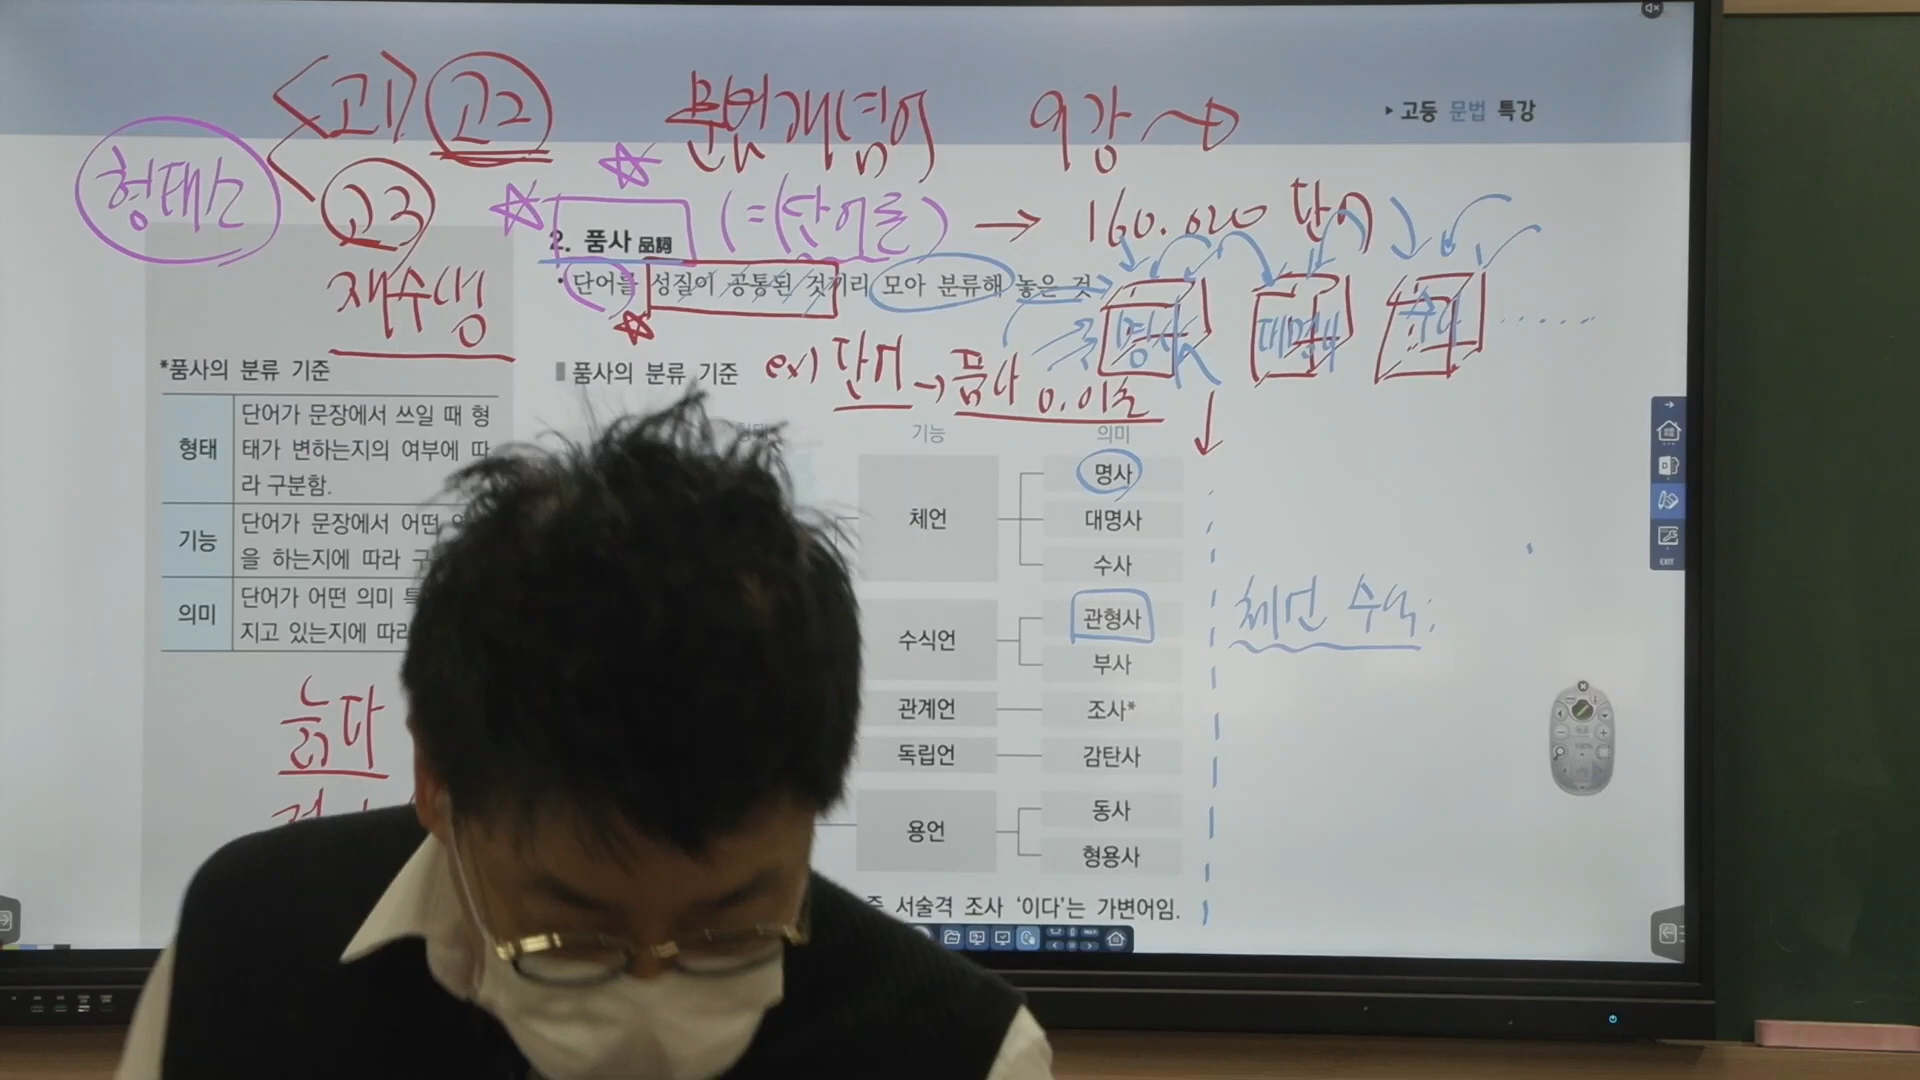 <고1> 고2 문법개념어 9강 →
▸고등 문법 특강
형태소
고3
재수생
2. 품사 品詞 (=(단어론) → 160.000 단어
• 단어를 성질이 공통된 것끼리 모아 분류해 놓은 것
명사 대명사 수사 ......
*품사의 분류 기준
형태 단어가 문장에서 쓰일 때 형
태가 변하는지의 여부에 따
라 구분함.
기능 단어가 문장에서 어떤
을 하는지에 따라
의미 단어가 어떤 의미
지고 있는지에 따라
늙다
품사의 분류 기준 ex) 단어 → 품사
형태 기능 의미
체언 명사
대명사
수사
수식언 관형사
부사
체언 수식
관계언 조사*
독립언 감탄사
용언 동사
형용사
서술격 조사 ‘이다’는 가변어임.
EXIT